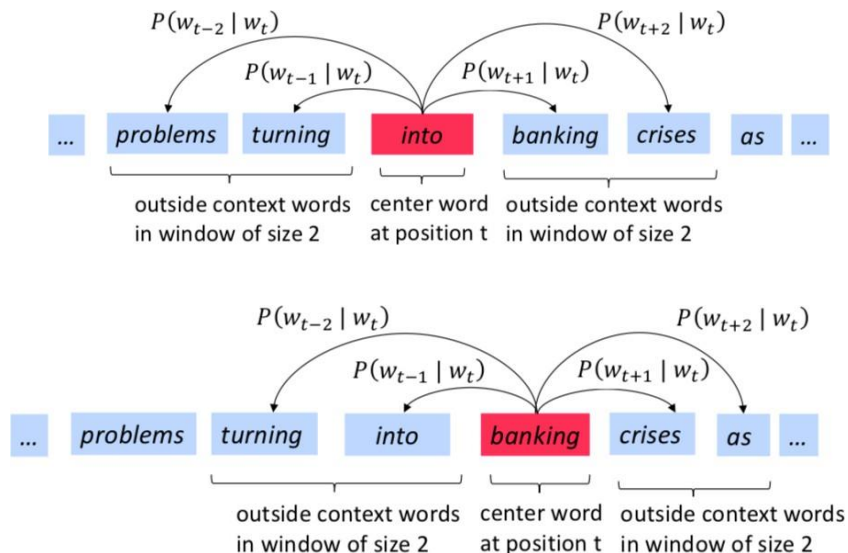 P(w_{t−2} | w_t) P(w_{t+2} | w_t)
P(w_{t−1} | w_t) P(w_{t+1} | w_t)
... problems turning into banking crises as ...
outside context words center word outside context words
in window of size 2 at position t in window of size 2
P(w_{t−2} | w_t) P(w_{t+2} | w_t)
P(w_{t−1} | w_t) P(w_{t+1} | w_t)
... problems turning into banking crises as ...
outside context words center word outside context words
in window of size 2 at position t in window of size 2